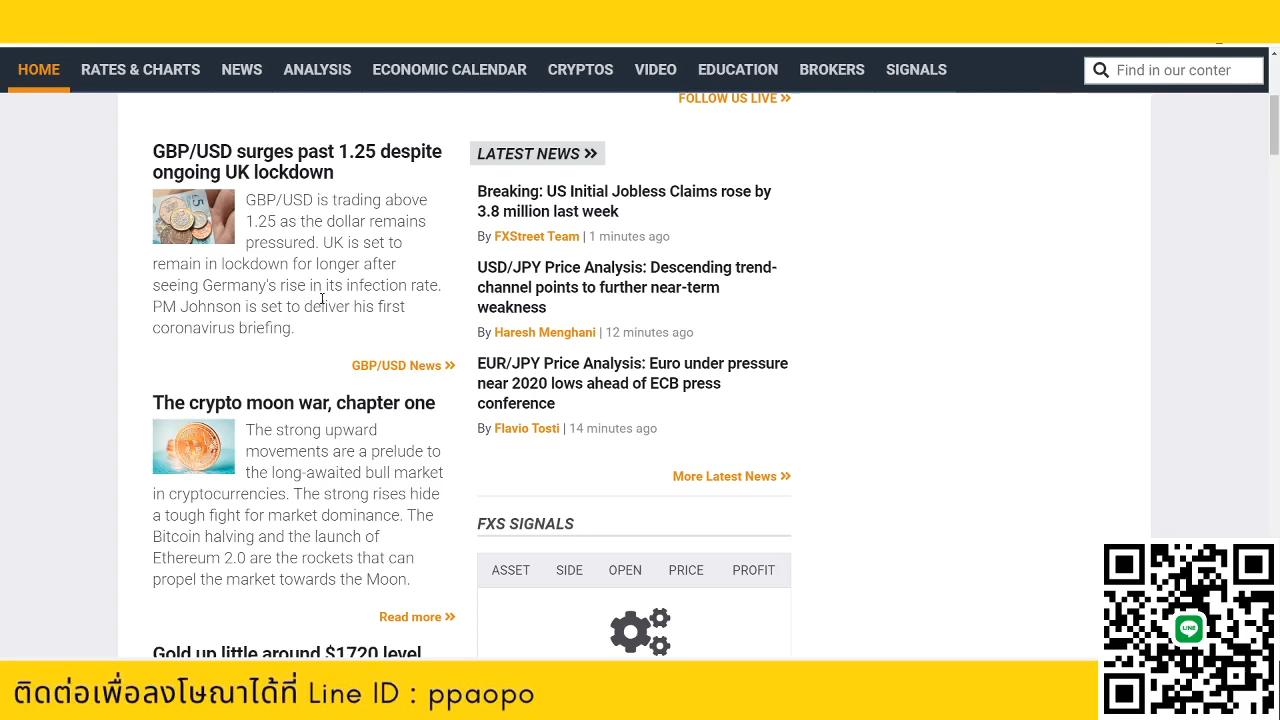 HOME RATES & CHARTS NEWS ANALYSIS ECONOMIC CALENDAR CRYPTOS VIDEO EDUCATION BROKERS SIGNALS Find in our conter
FOLLOW US LIVE >>
GBP/USD surges past 1.25 despite
ongoing UK lockdown
GBP/USD is trading above
1.25 as the dollar remains
pressured. UK is set to
remain in lockdown for longer after
seeing Germany's rise in its infection rate.
PM Johnson is set to deliver his first
coronavirus briefing.
GBP/USD News >>
The crypto moon war, chapter one
The strong upward
movements are a prelude to
the long-awaited bull market
in cryptocurrencies. The strong rises hide
a tough fight for market dominance. The
Bitcoin halving and the launch of
Ethereum 2.0 are the rockets that can
propel the market towards the Moon.
Read more >>
Gold up little around $1720 level
LATEST NEWS >>
Breaking: US Initial Jobless Claims rose by
3.8 million last week
By FXStreet Team | 1 minutes ago
USD/JPY Price Analysis: Descending trend-
channel points to further near-term
weakness
By Haresh Menghani | 12 minutes ago
EUR/JPY Price Analysis: Euro under pressure
near 2020 lows ahead of ECB press
conference
By Flavio Tosti | 14 minutes ago
More Latest News >>
FXS SIGNALS
ASSET SIDE OPEN PRICE PROFIT
LINE
ติดต่อเพื่อลงโษณาได้ที่ Line ID : ppaopo